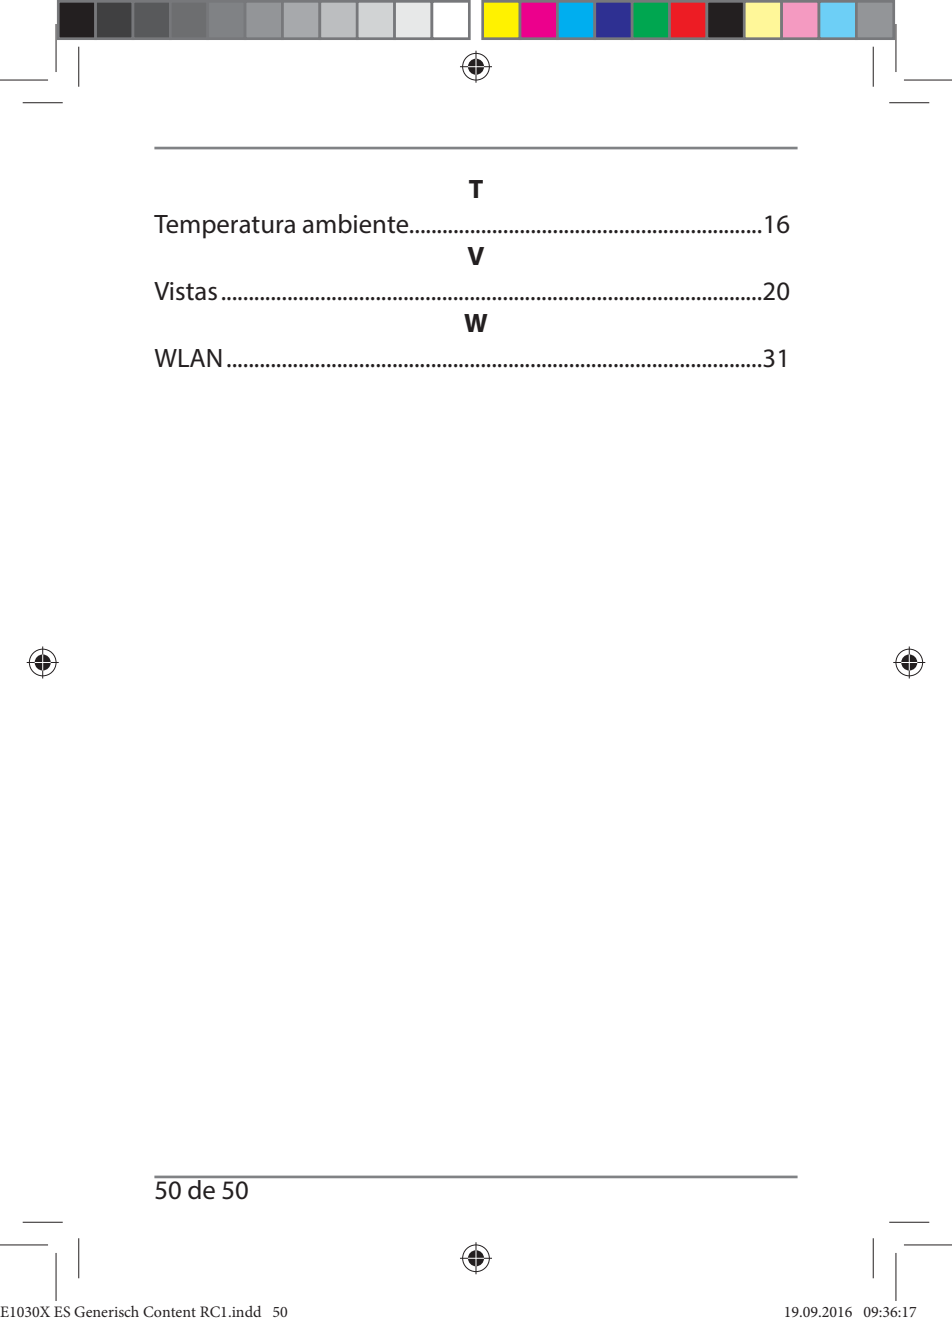 T
Temperatura ambiente................................................................16
V
Vistas..................................................................................................20
W
WLAN.................................................................................................31
50 de 50
E1030X ES Generisch Content RC1.indd 50 19.09.2016 09:36:17